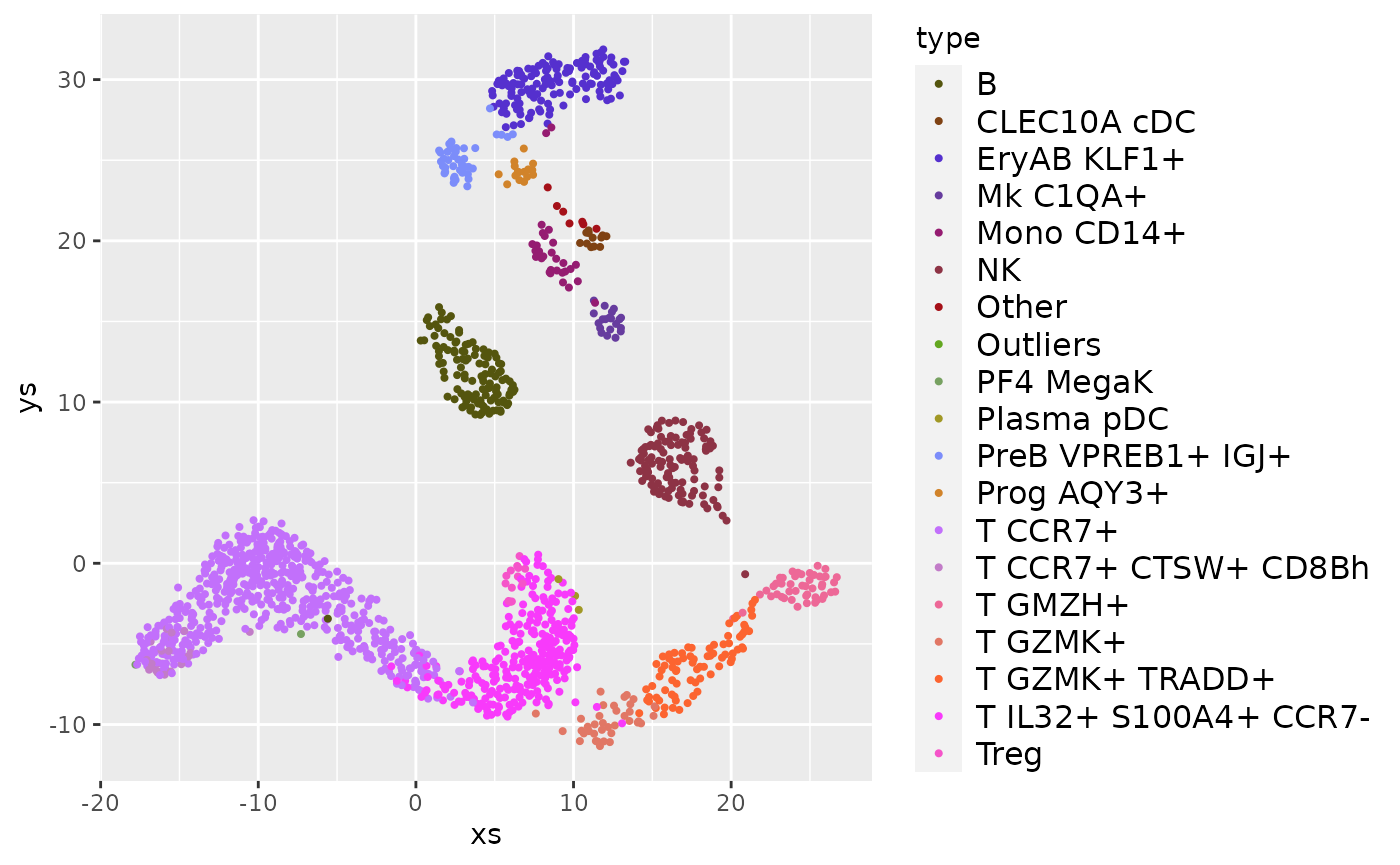 type
B
CLEC10A cDC
EryAB KLF1+
Mk C1QA+
Mono CD14+
NK
Other
Outliers
PF4 MegaK
Plasma pDC
PreB VPREB1+ IGJ+
Prog AQY3+
T CCR7+
T CCR7+ CTSW+ CD8Bh
T GMZH+
T GZMK+
T GZMK+ TRADD+
T IL32+ S100A4+ CCR7-
Treg
30
20
10
0
-10
ys
-20 -10 0 10 20
xs